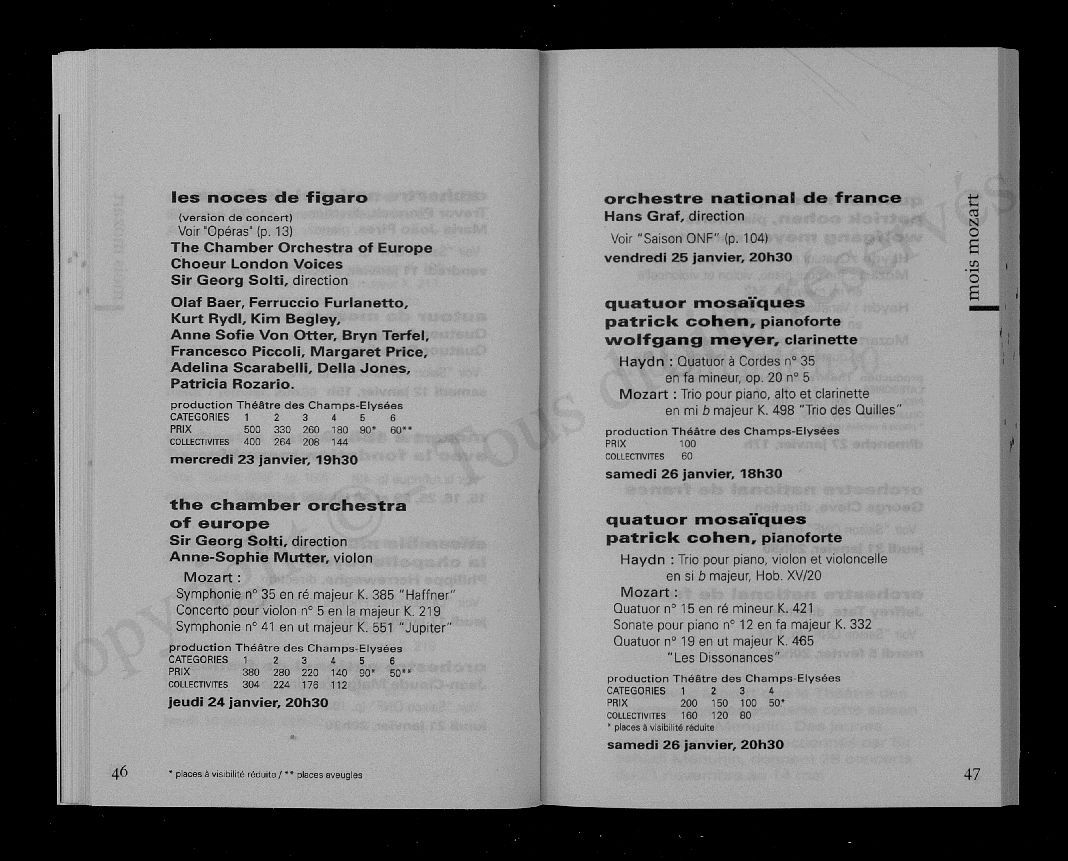 les noces de figaro
(version de concert)
Voir "Opéras" (p. 13)
The Chamber Orchestra of Europe
Choeur London Voices
Sir Georg Solti, direction
Olaf Baer, Ferruccio Furlanetto,
Kurt Rydl, Kim Begley,
Anne Sofie Von Otter, Bryn Terfel,
Francesco Piccoli, Margaret Price,
Adelina Scarabelli, Della Jones,
Patricia Rozario.
production Théâtre des Champs-Elysées
CATEGORIES 1 2 3 4 5 6
PRIX 500 330 260 180 90* 60**
COLLECTIVITES 400 264 208 144
mercredi 23 janvier, 19h30
the chamber orchestra
of europe
Sir Georg Solti, direction
Anne-Sophie Mutter, violon
Mozart :
Symphonie n° 35 en ré majeur K. 385 "Haffner"
Concerto pour violon n° 5 en la majeur K. 219
Symphonie n° 41 en ut majeur K. 551 "Jupiter"
production Théâtre des Champs-Elysées
CATEGORIES 1 2 3 4 5 6
PRIX 380 280 220 140 90* 50**
COLLECTIVITES 304 224 176 112
jeudi 24 janvier, 20h30
46
* places à visibilité réduite / ** places aveugles
orchestre national de france
Hans Graf, direction
Voir "Saison ONF" (p. 104)
vendredi 25 janvier, 20h30
quatuor mosaïques
patrick cohen, pianoforte
wolfgang meyer, clarinette
Haydn : Quatuor à Cordes n° 35
en fa mineur, op. 20 n° 5
Mozart : Trio pour piano, alto et clarinette
en mi b majeur K. 498 "Trio des Quilles"
production Théâtre des Champs-Elysées
PRIX 100
COLLECTIVITES 60
samedi 26 janvier, 18h30
quatuor mosaïques
patrick cohen, pianoforte
Haydn : Trio pour piano, violon et violoncelle
en si b majeur, Hob. XV/20
Mozart :
Quatuor n° 15 en ré mineur K. 421
Sonate pour piano n° 12 en fa majeur K. 332
Quatuor n° 19 en ut majeur K. 465
"Les Dissonances"
production Théâtre des Champs-Elysées
CATEGORIES 1 2 3 4
PRIX 200 150 100 50*
COLLECTIVITES 160 120 80
* places à visibilité réduite
samedi 26 janvier, 20h30
47
mois mozart